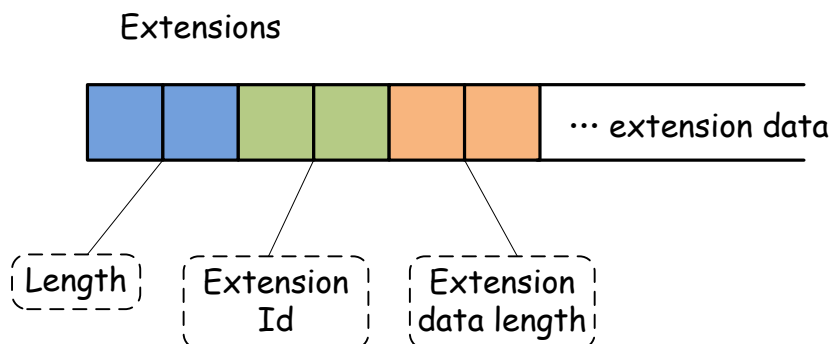 Extensions
... extension data
Length
Extension
Id
Extension
data length